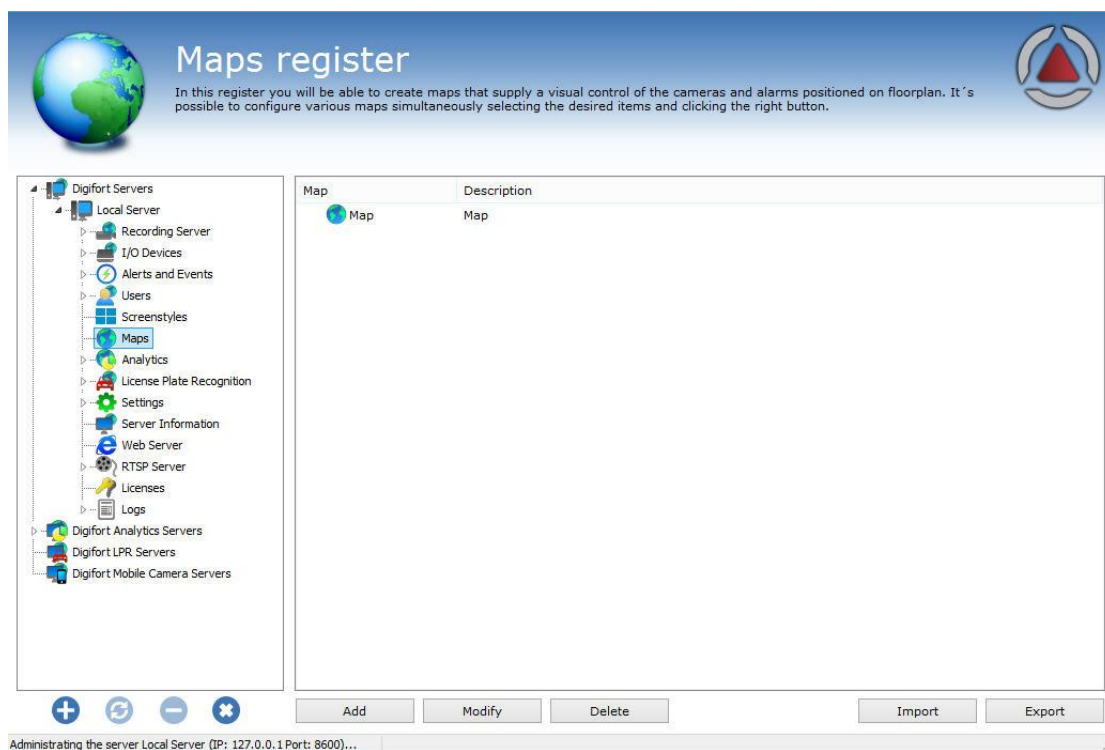 Maps register
In this register you will be able to create maps that supply a visual control of the cameras and alarms positioned on floorplan. It´s
possible to configure various maps simultaneously selecting the desired items and clicking the right button.
Digifort Servers
Local Server
Recording Server
I/O Devices
Alerts and Events
Users
Screenstyles
Maps
Analytics
License Plate Recognition
Settings
Server Information
Web Server
RTSP Server
Licenses
Logs
Digifort Analytics Servers
Digifort LPR Servers
Digifort Mobile Camera Servers
Map Description
Map Map
Add Modify Delete Import Export
Administrating the server Local Server (IP: 127.0.0.1 Port: 8600)...